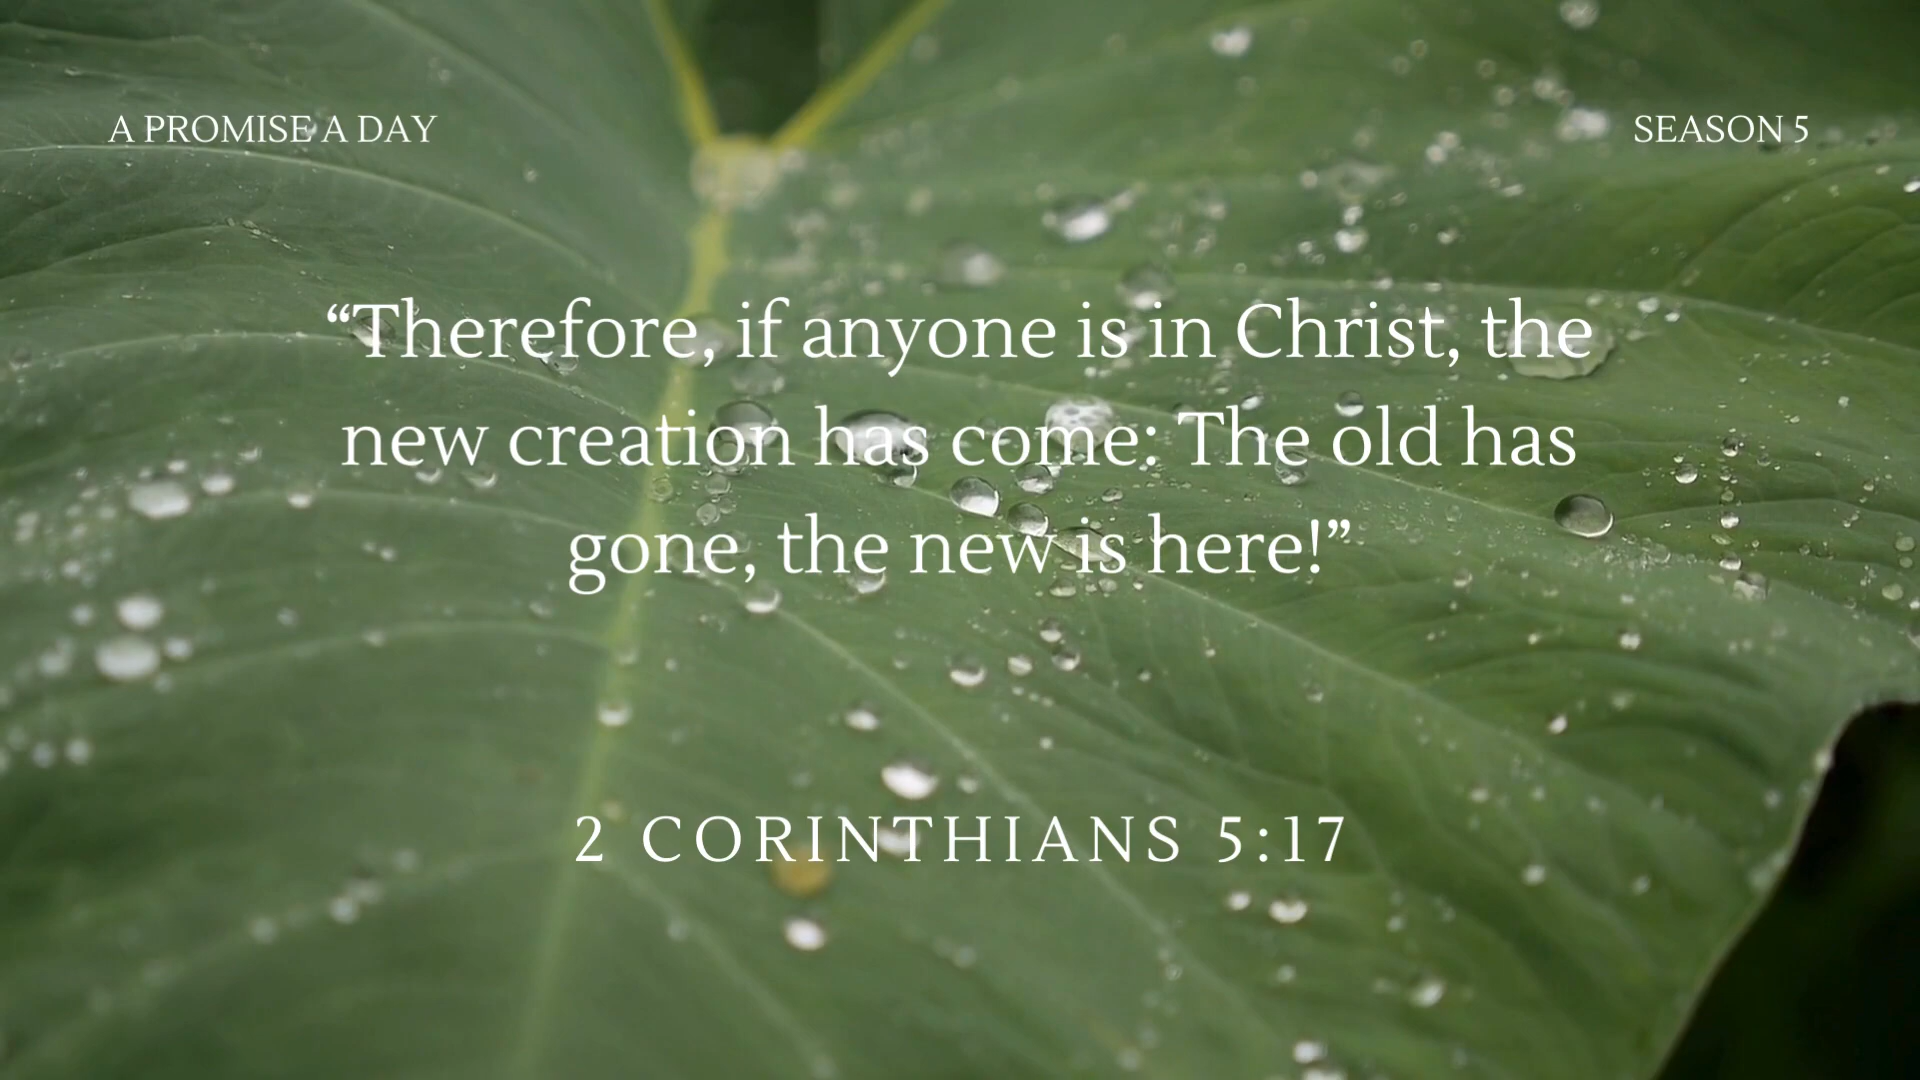 A PROMISE A DAY
SEASON 5
“Therefore, if anyone is in Christ, the
new creation has come: The old has
gone, the new is here!”
2 CORINTHIANS 5:17